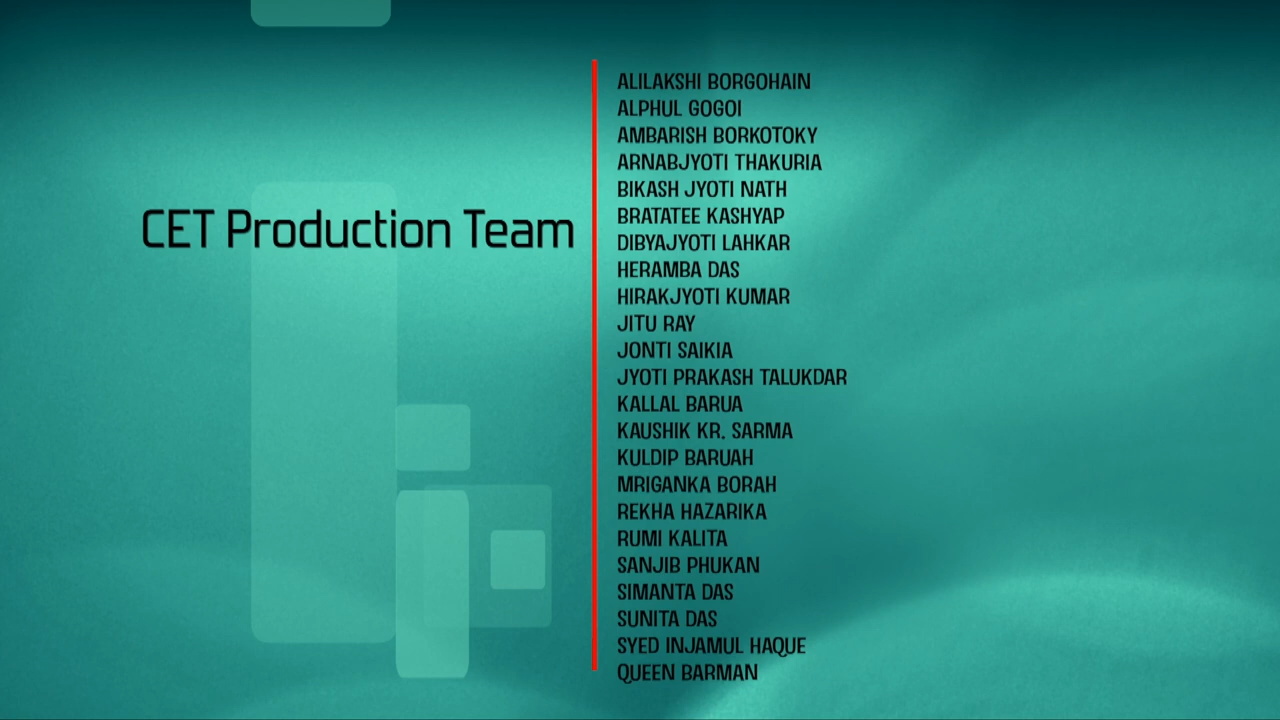 CET Production Team
ALILAKSHI BORGOHAIN
ALPHUL GOGOI
AMBARISH BORKOTOKY
ARNABJYOTI THAKURIA
BIKASH JYOTI NATH
BRATATEE KASHYAP
DIBYAJYOTI LAHKAR
HERAMBA DAS
HIRAKJYOTI KUMAR
JITU RAY
JONTI SAIKIA
JYOTI PRAKASH TALUKDAR
KALLAL BARUA
KAUSHIK KR. SARMA
KULDIP BARUAH
MRIGANKA BORAH
REKHA HAZARIKA
RUMI KALITA
SANJIB PHUKAN
SIMANTA DAS
SUNITA DAS
SYED INJAMUL HAQUE
QUEEN BARMAN